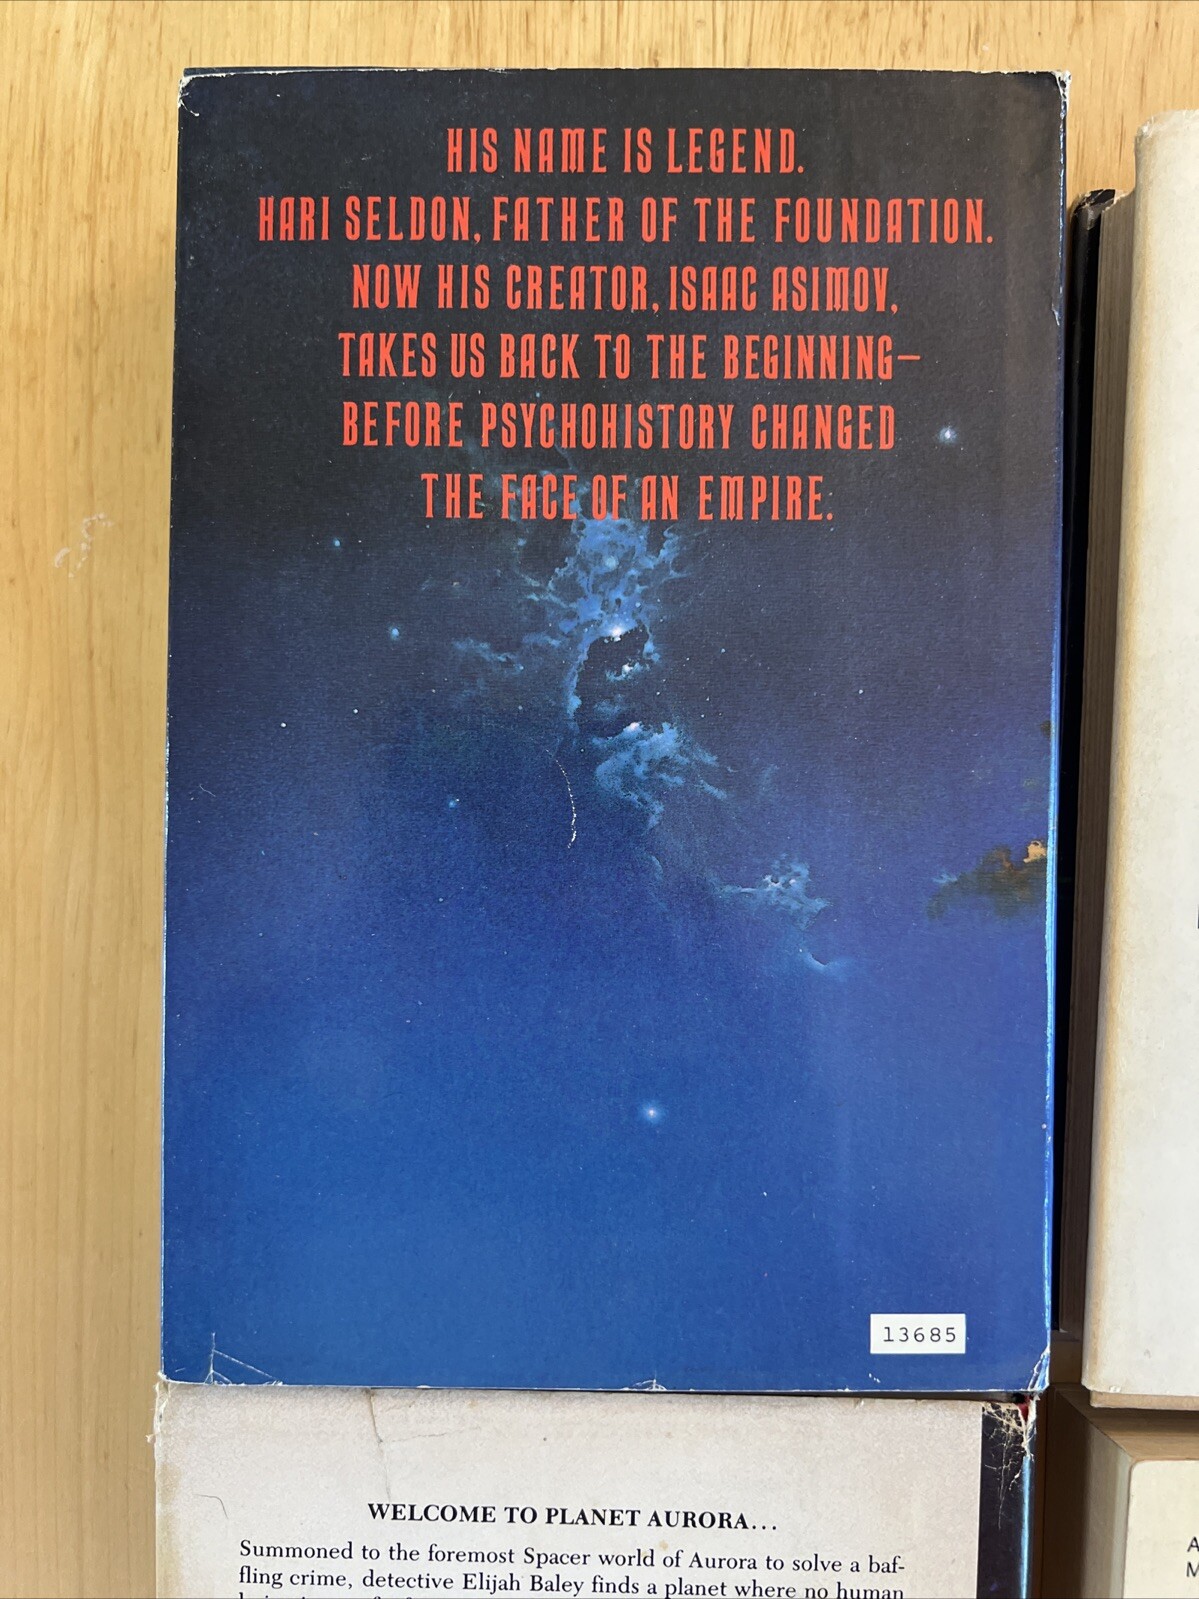 HIS NAME IS LEGEND.
HARI SELDON, FATHER OF THE FOUNDATION.
NOW HIS CREATOR, ISAAC ASIMOV,
TAKES US BACK TO THE BEGINNING—
BEFORE PSYCHOHISTORY CHANGED
THE FACE OF AN EMPIRE.
13685
WELCOME TO PLANET AURORA...
Summoned to the foremost Spacer world of Aurora to solve a baf-
fling crime, detective Elijah Baley finds a planet where no human
A
M